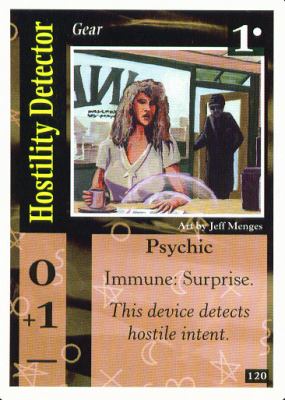 Gear
1•
Hostility Detector
Art by Jeff Menges
Psychic
Immune: Surprise.
This device detects
hostile intent.
0
+1
—
120